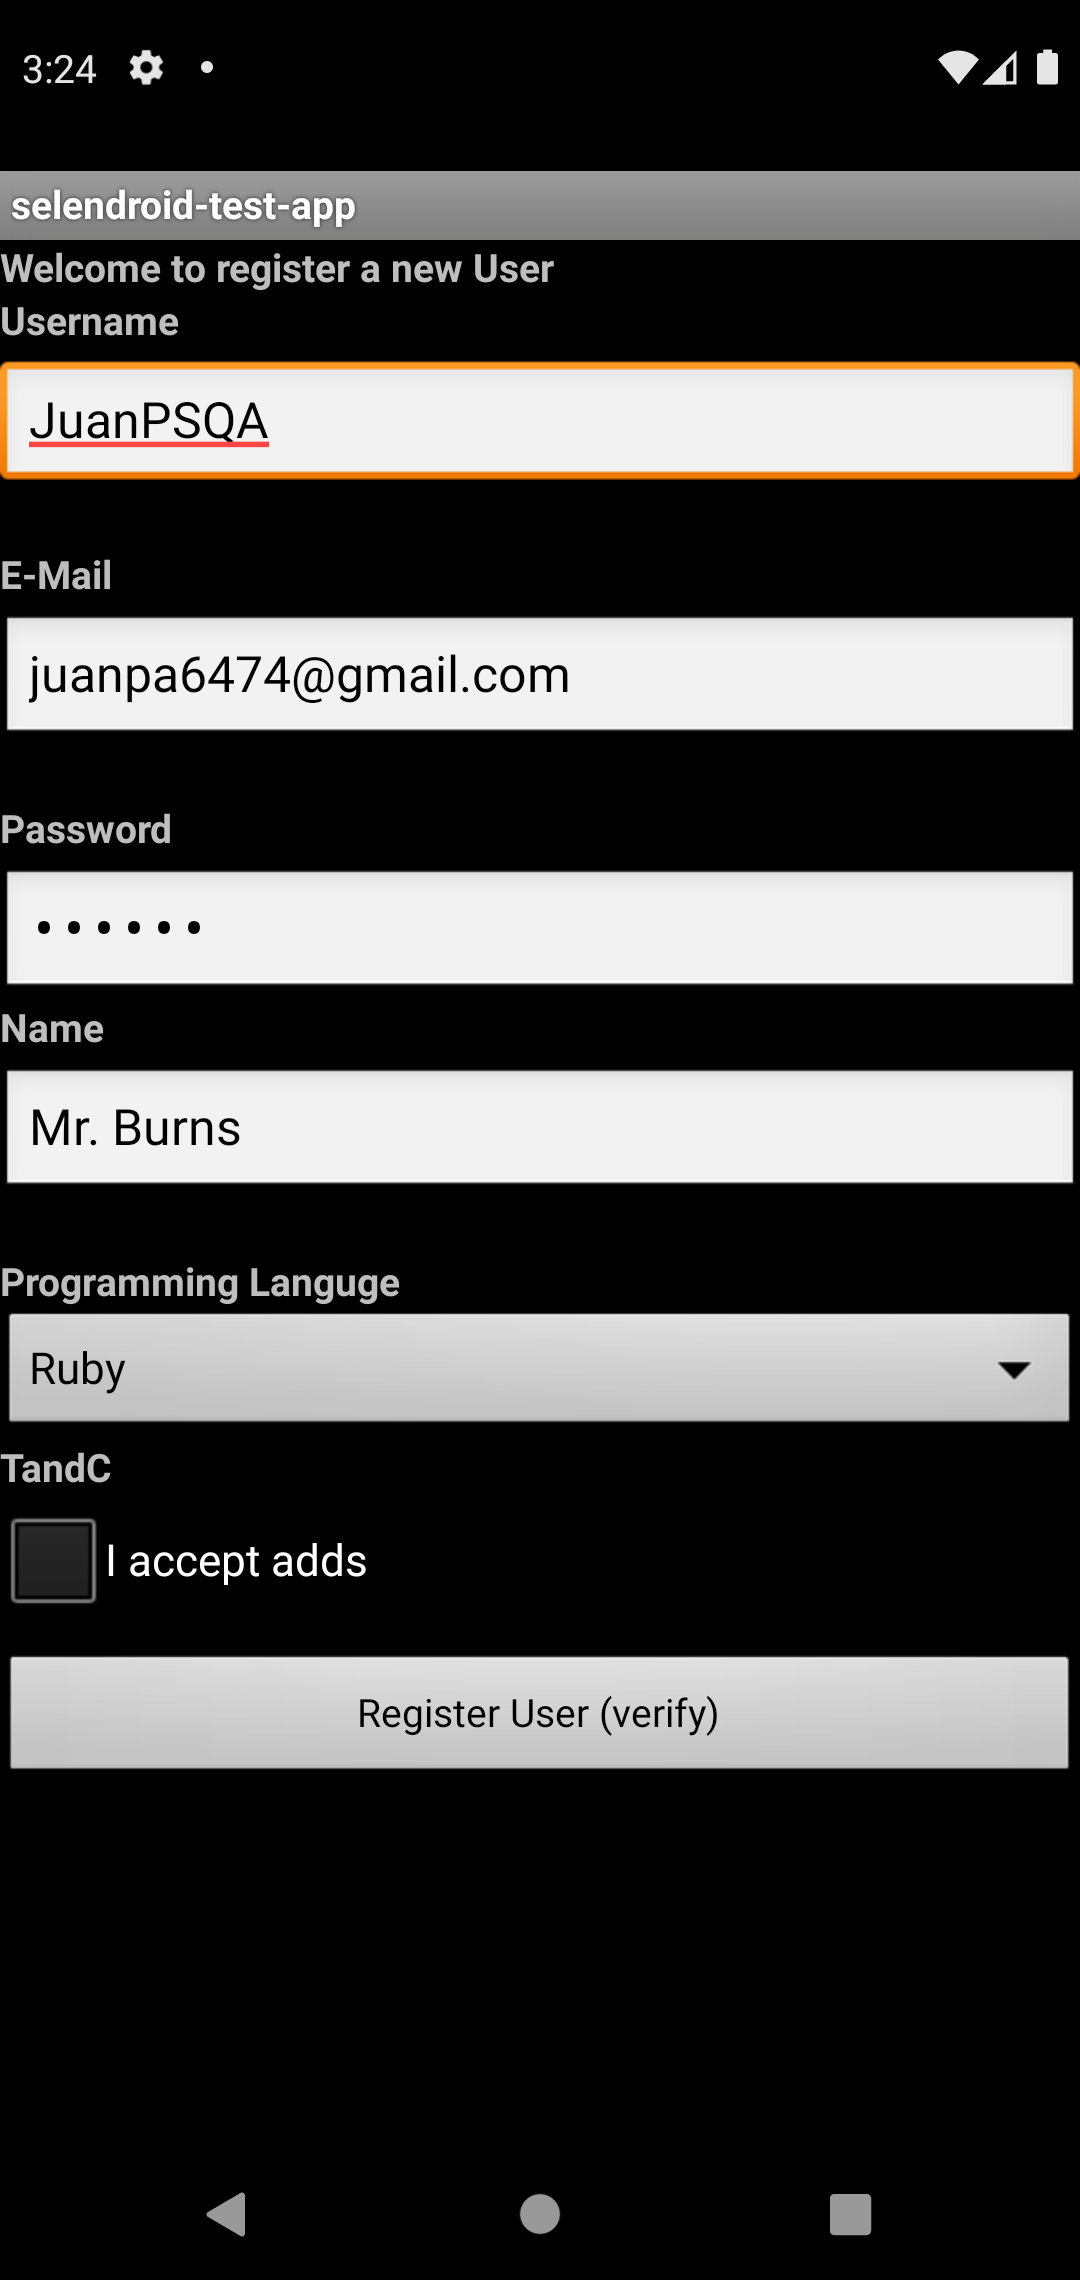 3:24
selendroid-test-app
Welcome to register a new User
Username
JuanPSQA
E-Mail
juanpa6474@gmail.com
Password
••••••
Name
Mr. Burns
Programming Languge
Ruby
TandC
I accept adds
Register User (verify)